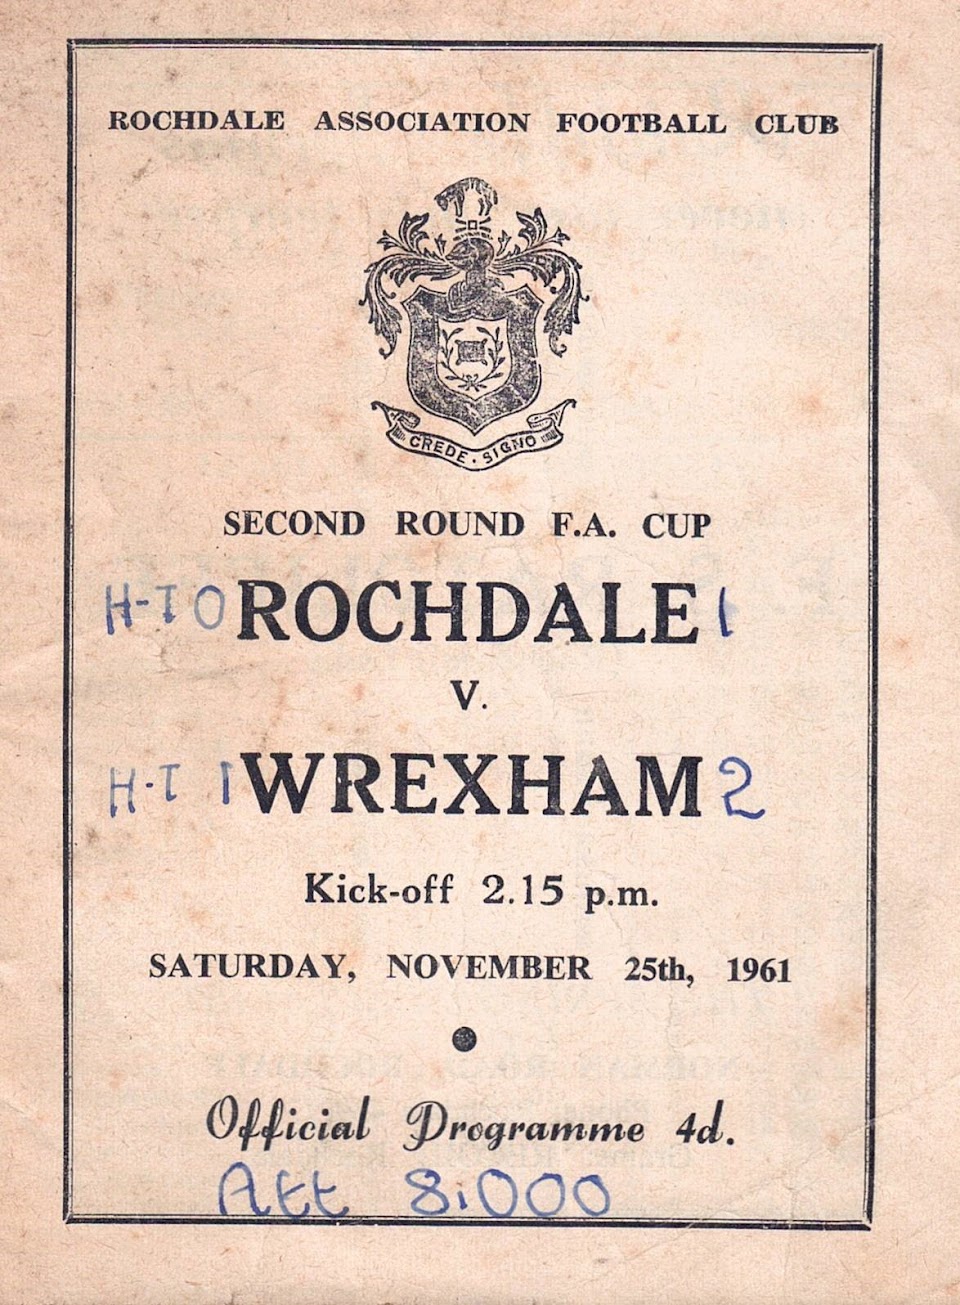 ROCHDALE ASSOCIATION FOOTBALL CLUB
CREDE · SIGNO
SECOND ROUND F.A. CUP
H-T 0 ROCHDALE 1
V.
H-T 1 WREXHAM 2
Kick-off 2.15 p.m.
SATURDAY, NOVEMBER 25th, 1961
Official Programme 4d.
Att 8.000